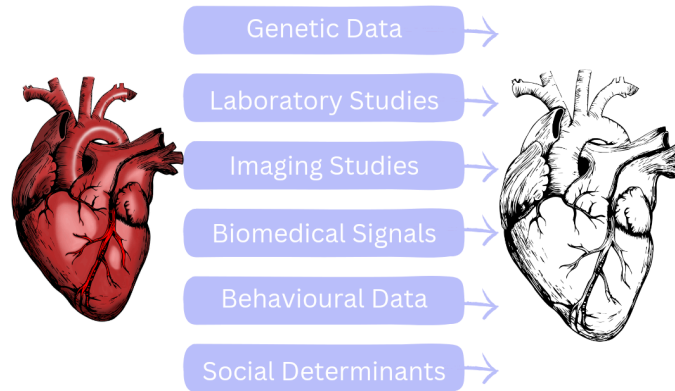 Genetic Data
Laboratory Studies
Imaging Studies
Biomedical Signals
Behavioural Data
Social Determinants